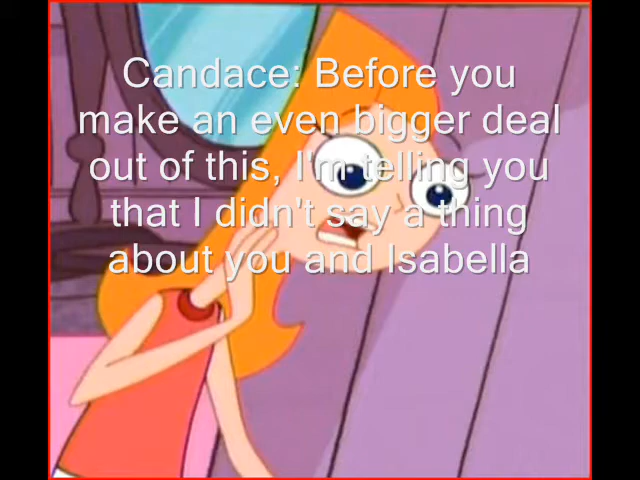 Candace: Before you
make an even bigger deal
out of this, I'm telling you
that I didn't say a thing
about you and Isabella